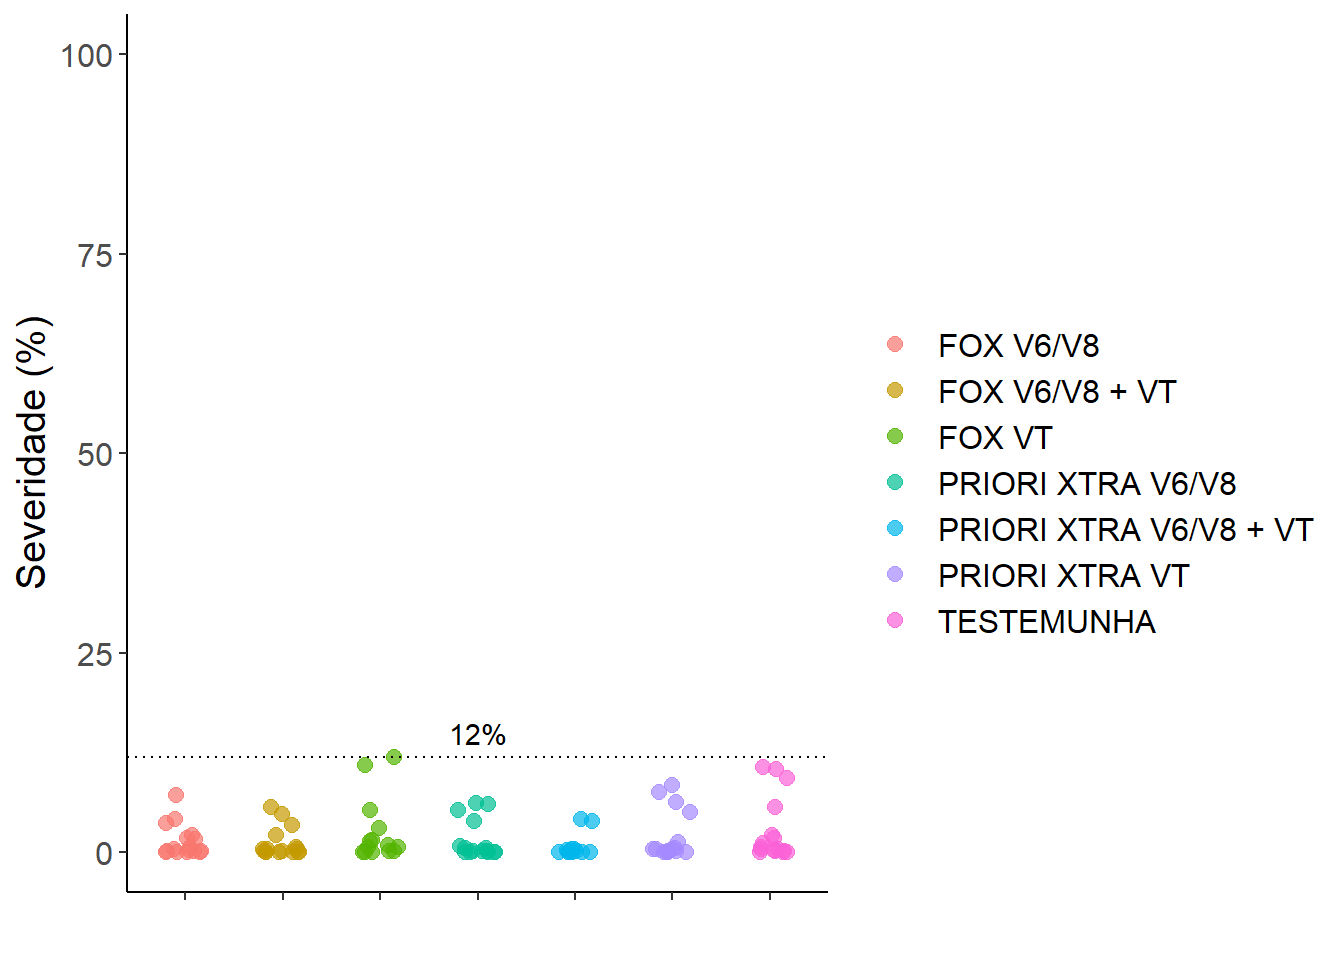 Severidade (%)
100
75
50
25
0
12%
FOX V6/V8
FOX V6/V8 + VT
FOX VT
PRIORI XTRA V6/V8
PRIORI XTRA V6/V8 + VT
PRIORI XTRA VT
TESTEMUNHA